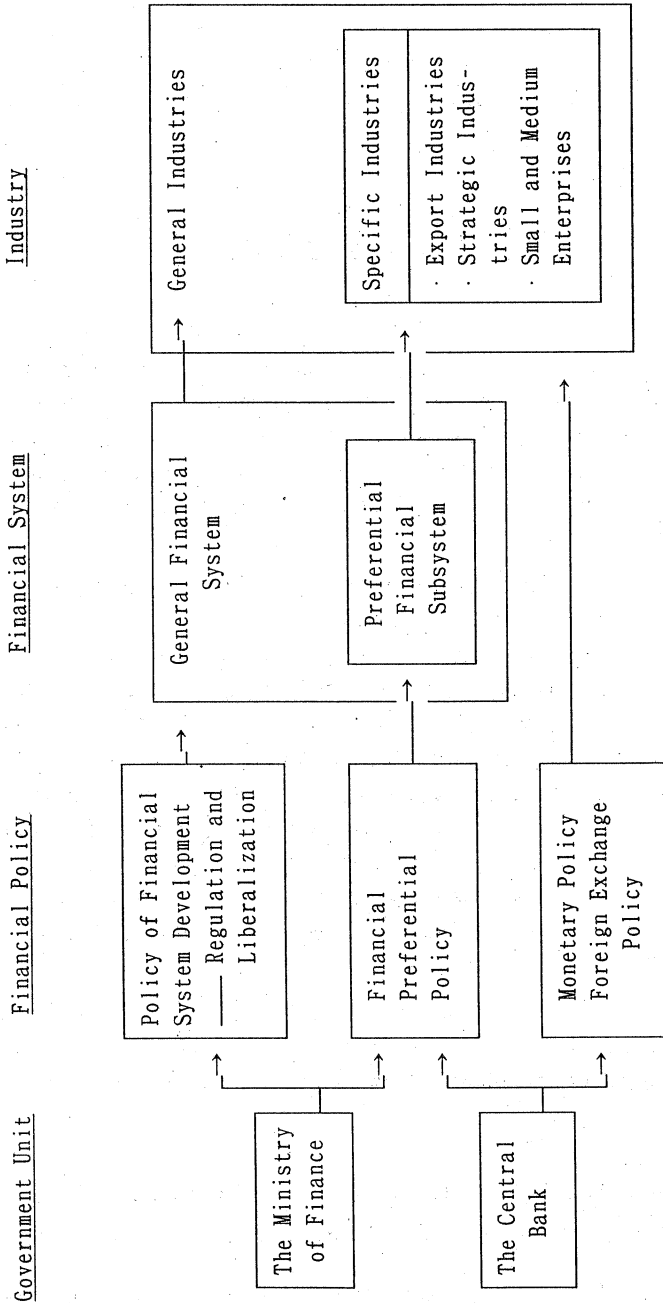 Government Unit
Financial Policy
Financial System
Industry
The Ministry
of Finance
The Central
Bank
Policy of Financial
System Development
—— Regulation and
Liberalization
Financial
Preferential
Policy
Monetary Policy
Foreign Exchange
Policy
General Financial
System
Preferential
Financial
Subsystem
General Industries
Specific Industries
· Export Industries
· Strategic Indus-
tries
· Small and Medium
Enterprises